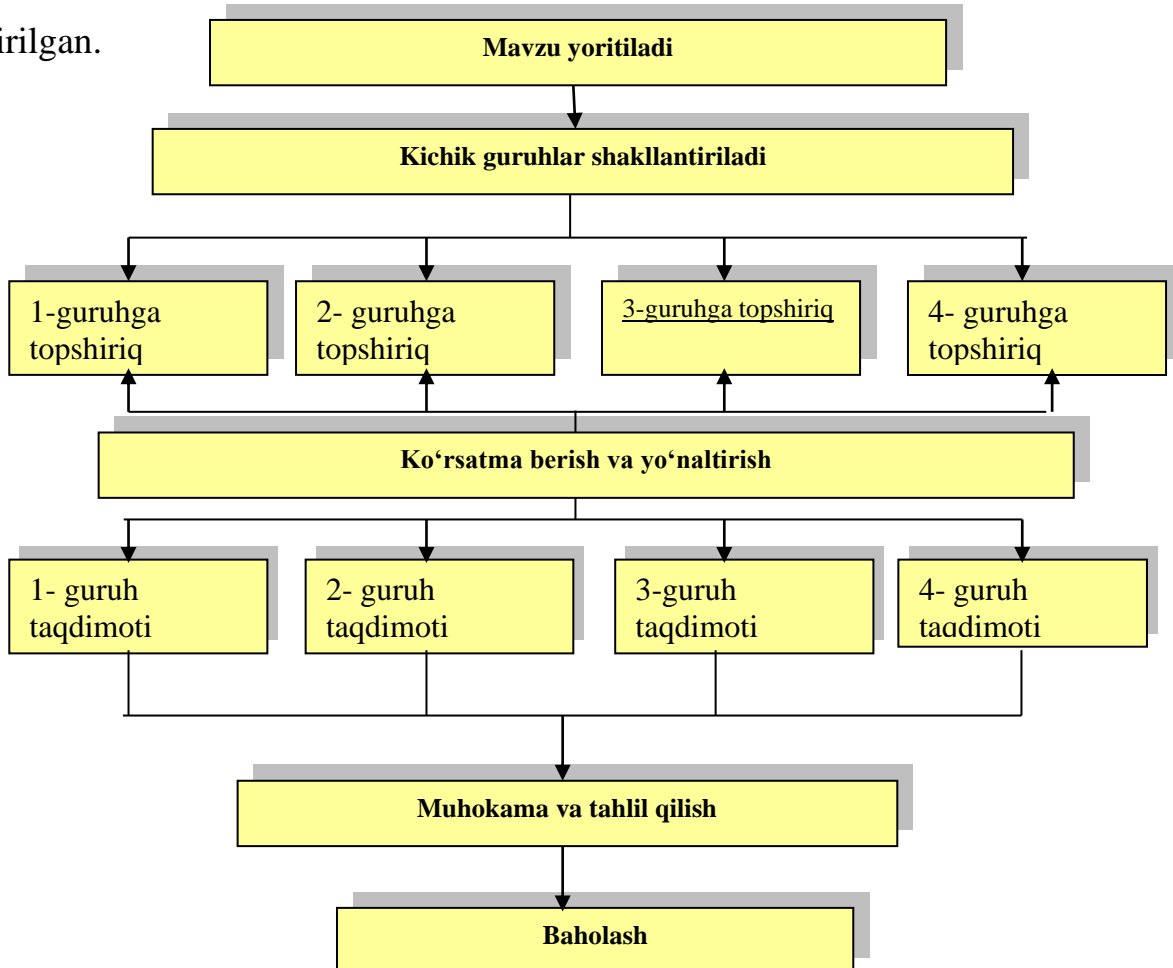 irilgan.
Mavzu yoritiladi
Kichik guruhlar shakllantiriladi
1-guruhga
topshiriq
2- guruhga
topshiriq
3-guruhga topshiriq
4- guruhga
topshiriq
Ko‘rsatma berish va yo‘naltirish
1- guruh
taqdimoti
2- guruh
taqdimoti
3-guruh
taqdimoti
4- guruh
taqdimoti
Muhokama va tahlil qilish
Baholash